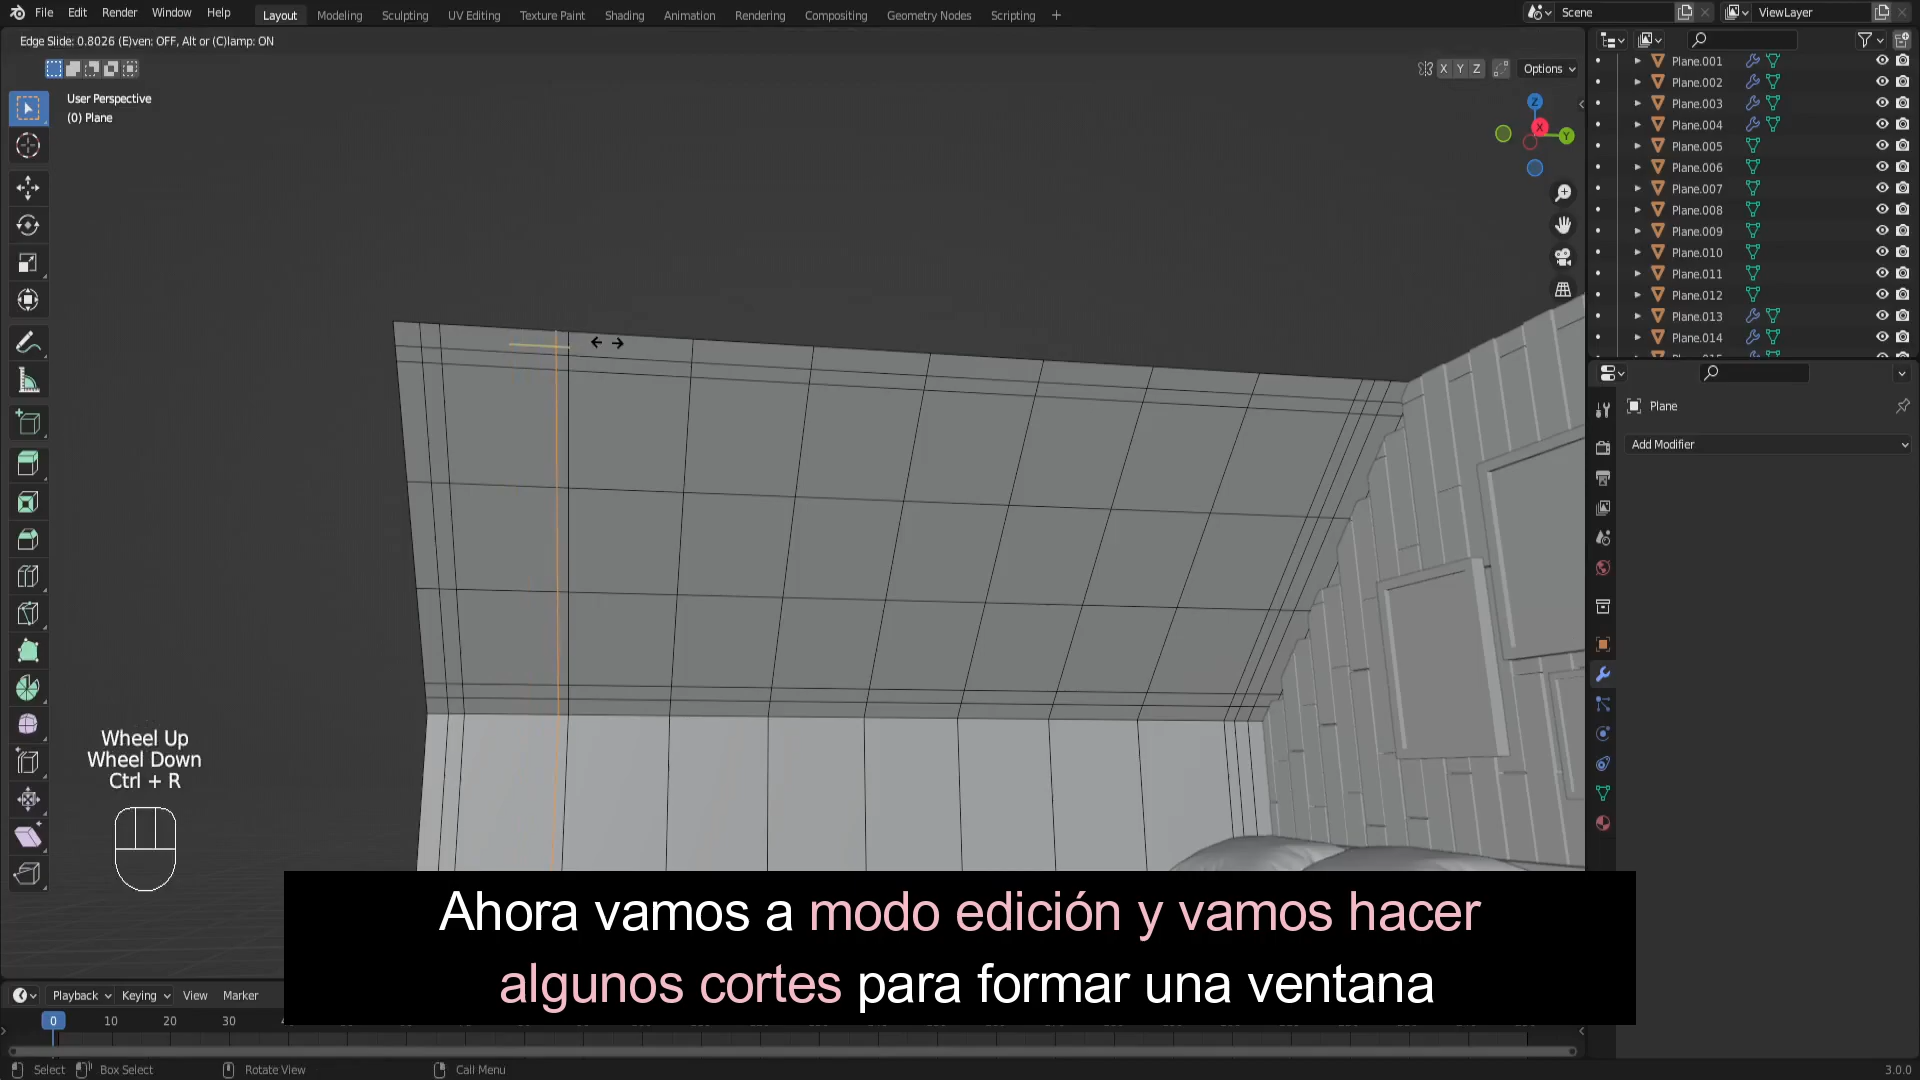 File Edit Render Window Help Layout Modeling Sculpting UV Editing Texture Paint Shading Animation Rendering Compositing Geometry Nodes Scripting + Scene ViewLayer
Edge Slide: 0.8026 (E)ven: OFF, Alt or (C)lamp: ON
X Y Z Options
User Perspective
(0) Plane
Z
X
Y
Plane.001
Plane.002
Plane.003
Plane.004
Plane.005
Plane.006
Plane.007
Plane.008
Plane.009
Plane.010
Plane.011
Plane.012
Plane.013
Plane.014
Plane
Add Modifier
Wheel Up
Wheel Down
Ctrl + R
Ahora vamos a modo edición y vamos hacer
algunos cortes para formar una ventana
Playback Keying View Marker
0 10 20 30
Select Box Select Rotate View Call Menu 3.0.0